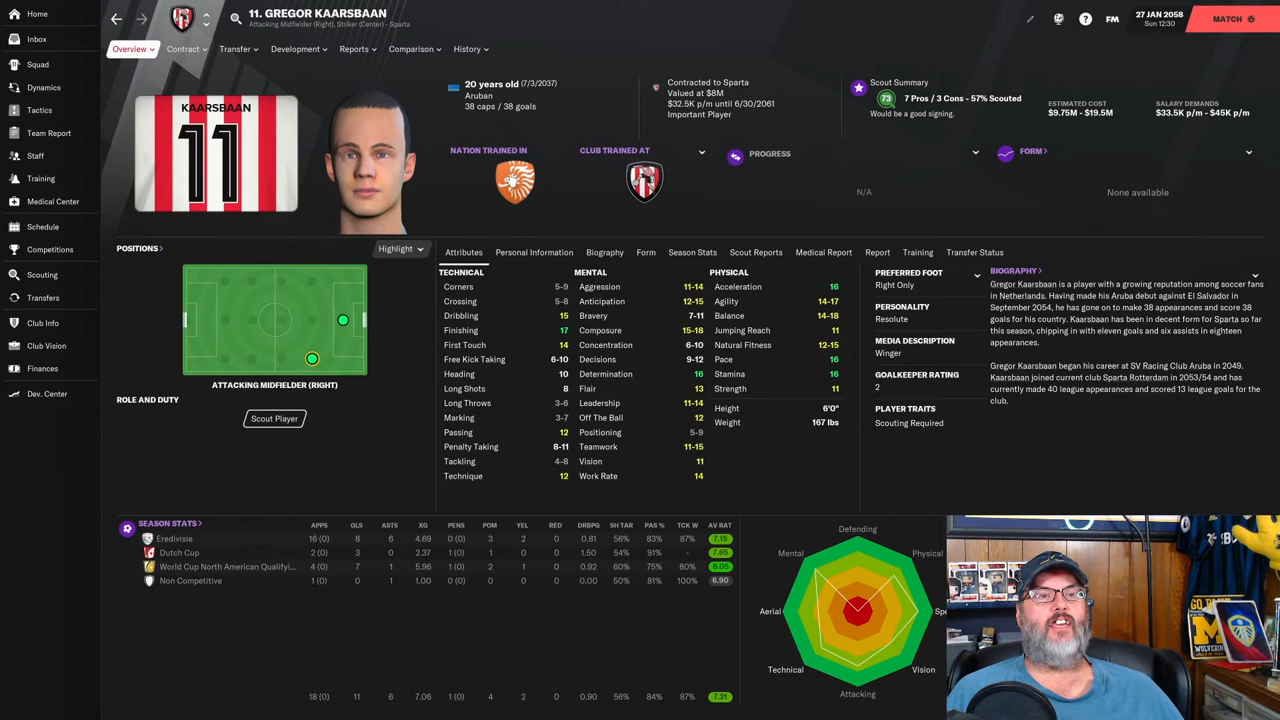 Home
Inbox
Squad
Dynamics
Tactics
Team Report
Staff
Training
Medical Center
Schedule
Competitions
Scouting
Transfers
Club Info
Club Vision
Finances
Dev. Center
11. GREGOR KAARSBAAN
Attacking Midfielder (Right), Striker (Center) - Sparta
FM
27 JAN 2058
Sun 12:30
MATCH
Overview
Contract
Transfer
Development
Reports
Comparison
History
KAARSBAAN
11
20 years old (7/3/2037)
Aruban
38 caps / 38 goals
Contracted to Sparta
Valued at $8M
$32.5K p/m until 6/30/2061
Important Player
Scout Summary
73
7 Pros / 3 Cons - 57% Scouted
Would be a good signing.
ESTIMATED COST
$9.75M - $19.5M
SALARY DEMANDS
$33.5K p/m - $45K p/m
NATION TRAINED IN
CLUB TRAINED AT
PROGRESS
N/A
FORM
None available
POSITIONS
Highlight
ATTACKING MIDFIELDER (RIGHT)
ROLE AND DUTY
Scout Player
Attributes
Personal Information
Biography
Form
Season Stats
Scout Reports
Medical Report
Report
Training
Transfer Status
TECHNICAL
Corners 5-9
Crossing 5-8
Dribbling 15
Finishing 17
First Touch 14
Free Kick Taking 6-10
Heading 10
Long Shots 8
Long Throws 3-6
Marking 3-7
Passing 12
Penalty Taking 8-11
Tackling 4-8
Technique 12
MENTAL
Aggression 11-14
Anticipation 12-15
Bravery 7-11
Composure 15-18
Concentration 6-10
Decisions 9-12
Determination 16
Flair 13
Leadership 11-14
Off The Ball 12
Positioning 5-9
Teamwork 11-15
Vision 11
Work Rate 14
PHYSICAL
Acceleration 16
Agility 14-17
Balance 14-18
Jumping Reach 11
Natural Fitness 12-15
Pace 16
Stamina 16
Strength 11
Height 6'0"
Weight 167 lbs
PREFERRED FOOT
Right Only
PERSONALITY
Resolute
MEDIA DESCRIPTION
Winger
GOALKEEPER RATING
2
PLAYER TRAITS
Scouting Required
BIOGRAPHY
Gregor Kaarsbaan is a player with a growing reputation among soccer fans
in Netherlands. Having made his Aruba debut against El Salvador in
September 2054, he has gone on to make 38 appearances and score 38
goals for his country. Kaarsbaan has been in decent form for Sparta so far
this season, chipping in with eleven goals and six assists in eighteen
appearances.
Gregor Kaarsbaan began his career at SV Racing Club Aruba in 2049.
Kaarsbaan joined current club Sparta Rotterdam in 2053/54 and has
currently made 40 league appearances and scored 13 league goals for the
club.
SEASON STATS
APPS GLS ASTS XG PENS POM YEL RED DRBPG SH TAR PAS % TCK W AV RAT
Eredivisie 16 (0) 8 6 4.69 0 (0) 3 2 0 0.81 56% 83% 87% 7.15
Dutch Cup 2 (0) 3 0 2.37 1 (0) 1 0 0 1.50 54% 91% - 7.65
World Cup North American Qualifyi... 4 (0) 7 1 5.96 1 (0) 2 1 0 0.92 60% 75% 80% 8.05
Non Competitive 1 (0) 0 1 1.00 0 (0) 0 0 0 0.00 50% 81% 100% 6.90
18 (0) 11 6 7.06 1 (0) 4 2 0 0.90 56% 84% 87% 7.21
Defending
Mental
Physical
Aerial
Technical
Vision
Attacking
GO
BLUE
M
WOLVERINES